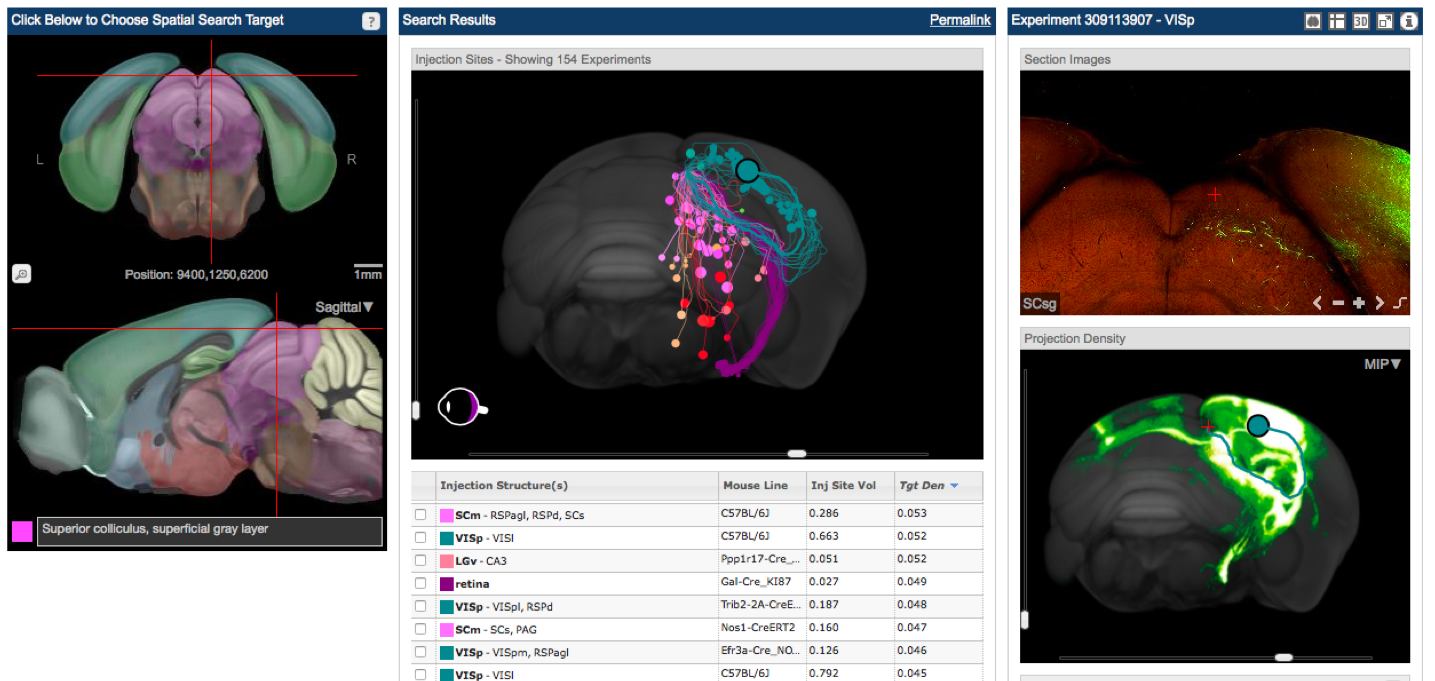 Click Below to Choose Spatial Search Target
?
L
R
Position: 9400,1250,6200
1mm
Sagittal▼
Superior colliculus, superficial gray layer
Search Results
Permalink
Injection Sites - Showing 154 Experiments
Injection Structure(s) Mouse Line Inj Site Vol Tgt Den
SCm - RSPagl, RSPd, SCs C57BL/6J 0.286 0.053
VISp - VISl C57BL/6J 0.663 0.052
LGv - CA3 Ppp1r17-Cre_... 0.051 0.052
retina Gal-Cre_KI87 0.027 0.049
VISp - VISpl, RSPd Trib2-2A-CreE... 0.187 0.048
SCm - SCs, PAG Nos1-CreERT2 0.160 0.047
VISp - VISpm, RSPagl Efr3a-Cre_NO... 0.126 0.046
VISp - VISl C57BL/6J 0.792 0.045
Experiment 309113907 - VISp
3D
i
Section Images
SCsg
Projection Density
MIP▼